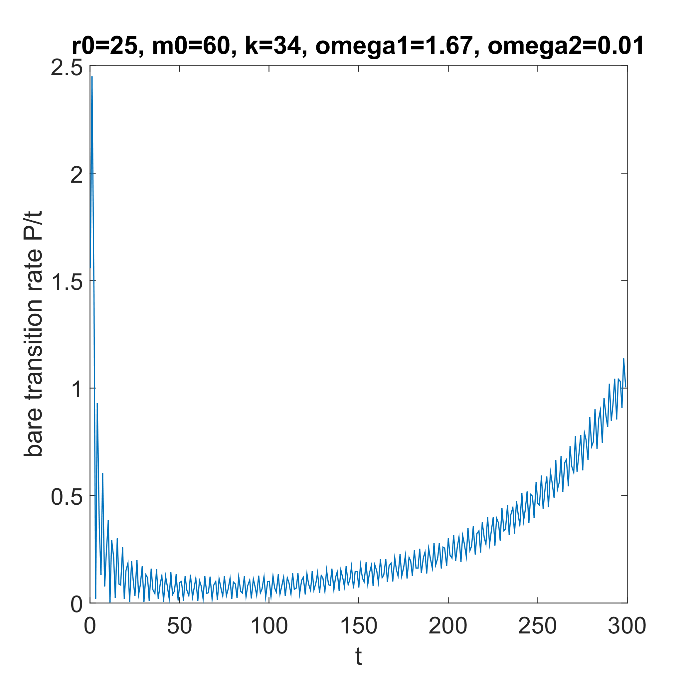 r0=25, m0=60, k=34, omega1=1.67, omega2=0.01
2.5
2
1.5
1
0.5
0
bare transition rate P/t
0 50 100 150 200 250 300
t